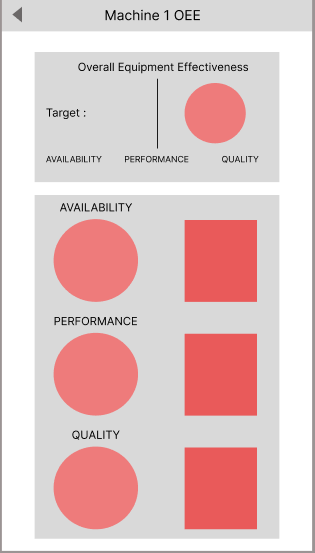 Machine 1 OEE
Overall Equipment Effectiveness
Target :
AVAILABILITY PERFORMANCE QUALITY
AVAILABILITY
PERFORMANCE
QUALITY